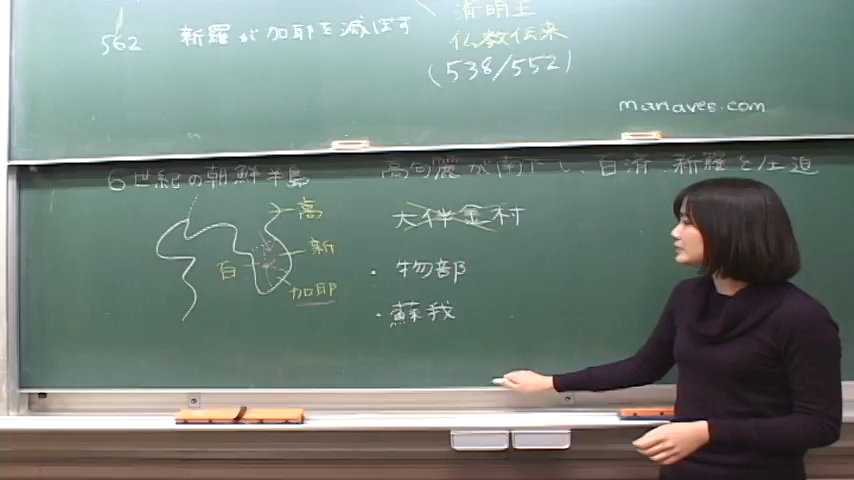 562 新羅が加耶を滅ぼす
済明王
仏教伝来
(538/552)
manavee.com
6世紀の朝鮮半島
高句麗が南下し、百済、新羅を圧迫
高
新
百
加耶
大伴金村
・物部
・蘇我